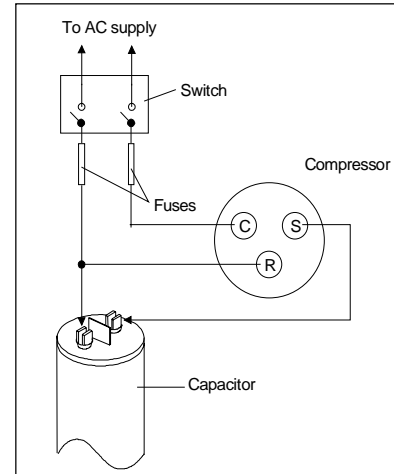 To AC supply
Switch
Compressor
Fuses
C
S
R
Capacitor